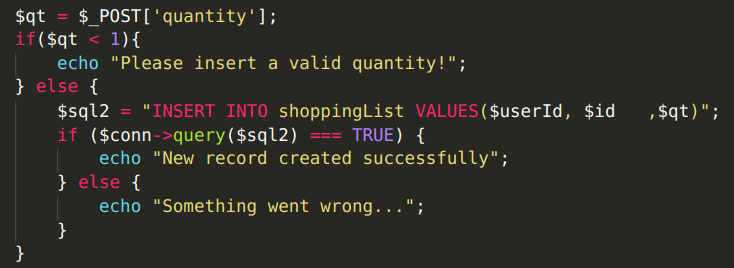 $qt = $_POST['quantity'];
if($qt < 1){
    echo "Please insert a valid quantity!";
} else {
    $sql2 = "INSERT INTO shoppingList VALUES($userId, $id   ,$qt)";
    if ($conn->query($sql2) === TRUE) {
        echo "New record created successfully";
    } else {
        echo "Something went wrong...";
    }
}